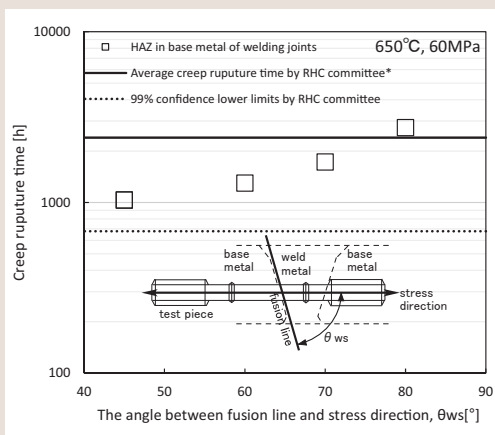 10000
650℃, 60MPa
HAZ in base metal of welding joints
Average creep ruputure time by RHC committee*
99% confidence lower limits by RHC committee
Creep ruputure time [h]
1000
base metal
weld metal
base metal
test piece
fusion line
stress direction
θ ws
100
40
50
60
70
80
90
The angle between fusion line and stress direction, θws[°]